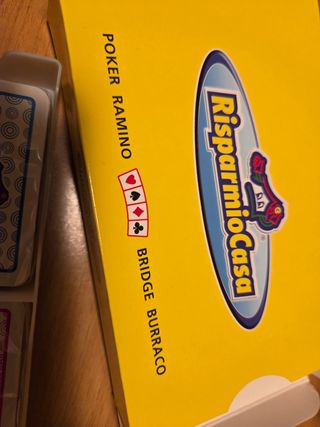 RisparmioCasa
POKER RAMINO BRIDGE BURRACO